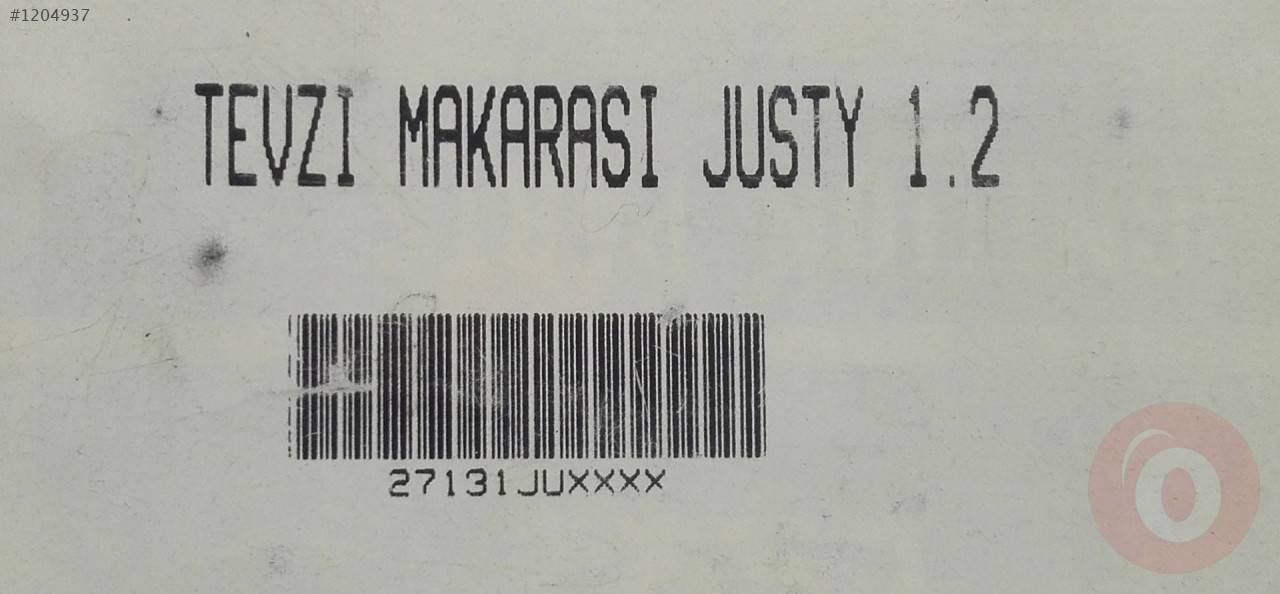 #1204937
TEVZI MAKARASI JUSTY 1.2
27131JUXXXX